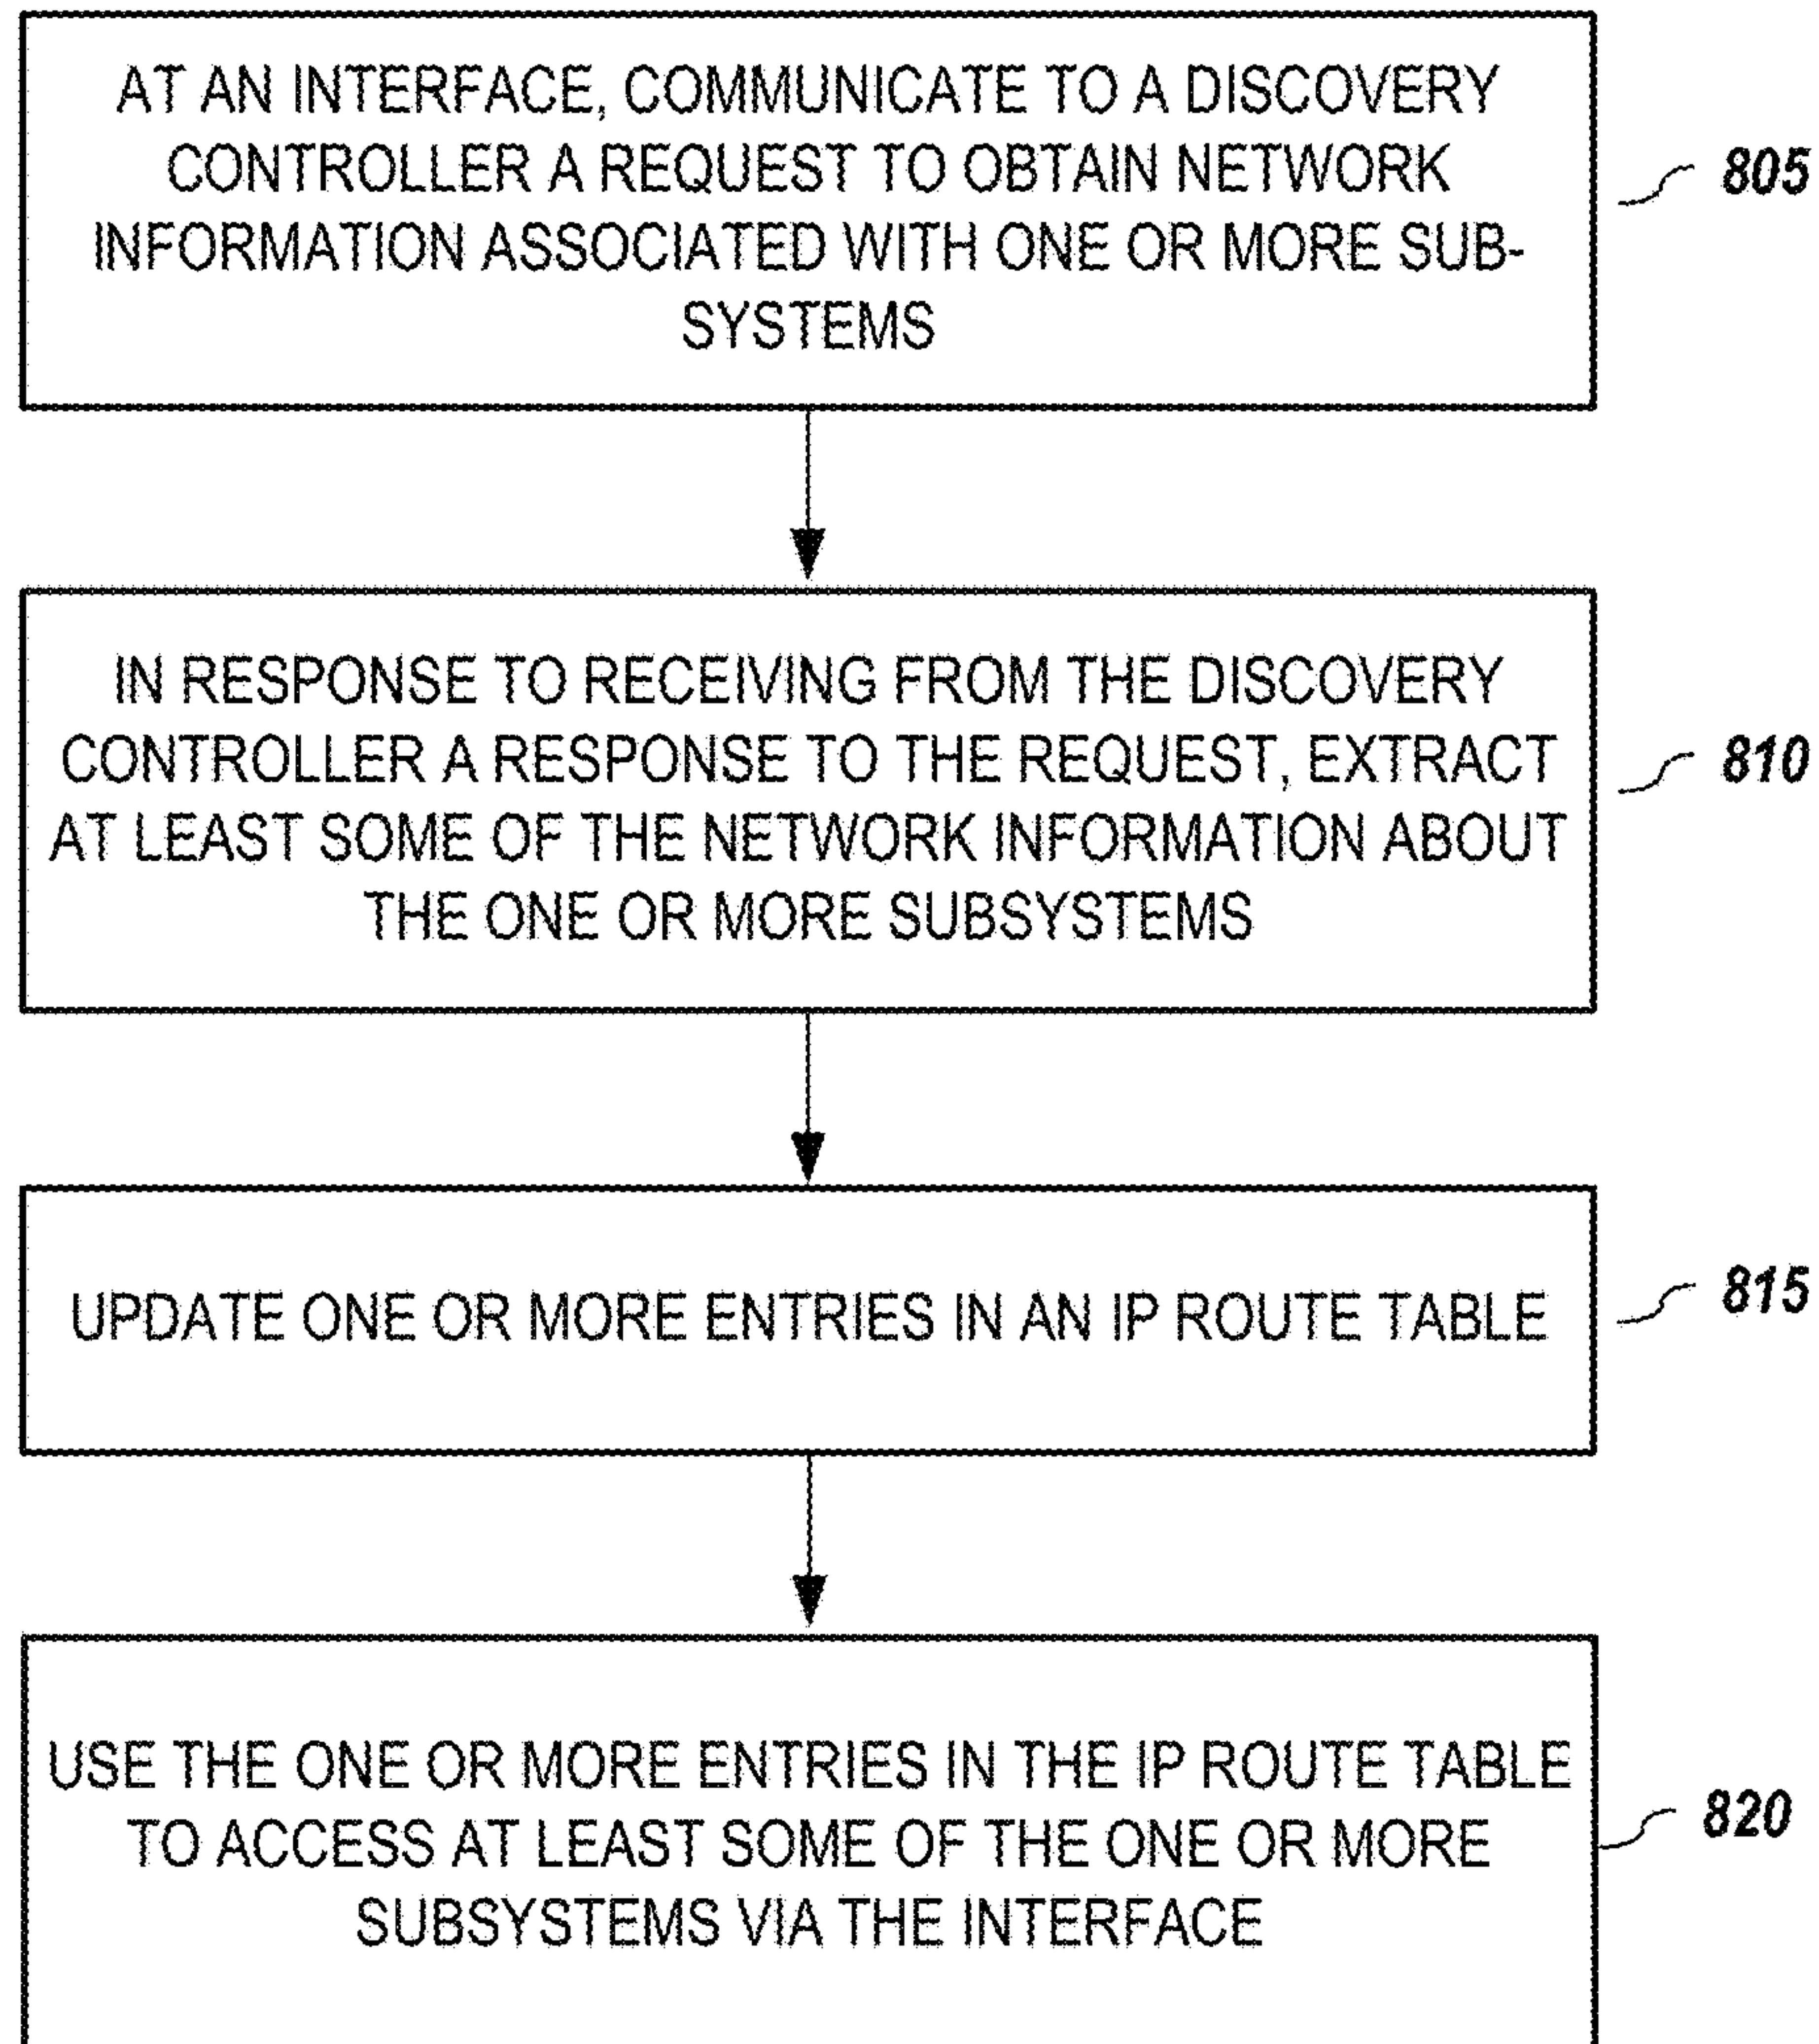 AT AN INTERFACE, COMMUNICATE TO A DISCOVERY
CONTROLLER A REQUEST TO OBTAIN NETWORK
INFORMATION ASSOCIATED WITH ONE OR MORE SUB-
SYSTEMS
805
IN RESPONSE TO RECEIVING FROM THE DISCOVERY
CONTROLLER A RESPONSE TO THE REQUEST, EXTRACT
AT LEAST SOME OF THE NETWORK INFORMATION ABOUT
THE ONE OR MORE SUBSYSTEMS
810
UPDATE ONE OR MORE ENTRIES IN AN IP ROUTE TABLE
815
USE THE ONE OR MORE ENTRIES IN THE IP ROUTE TABLE
TO ACCESS AT LEAST SOME OF THE ONE OR MORE
SUBSYSTEMS VIA THE INTERFACE
820